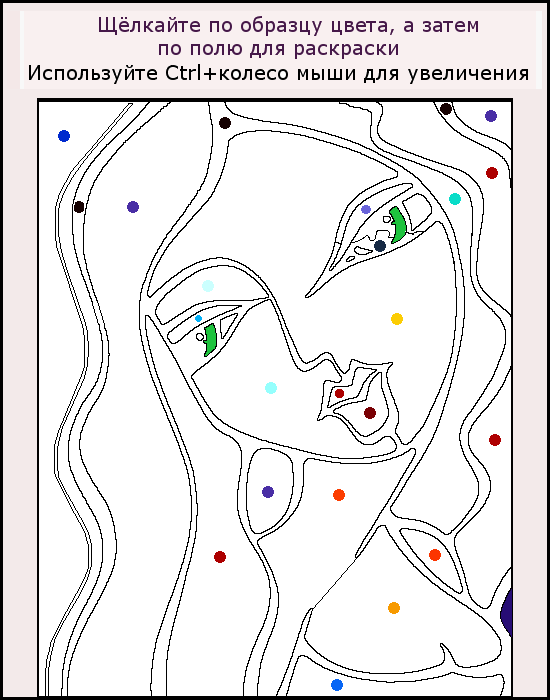 Щёлкайте по образцу цвета, а затем
по полю для раскраски
Используйте Ctrl+колесо мыши для увеличения